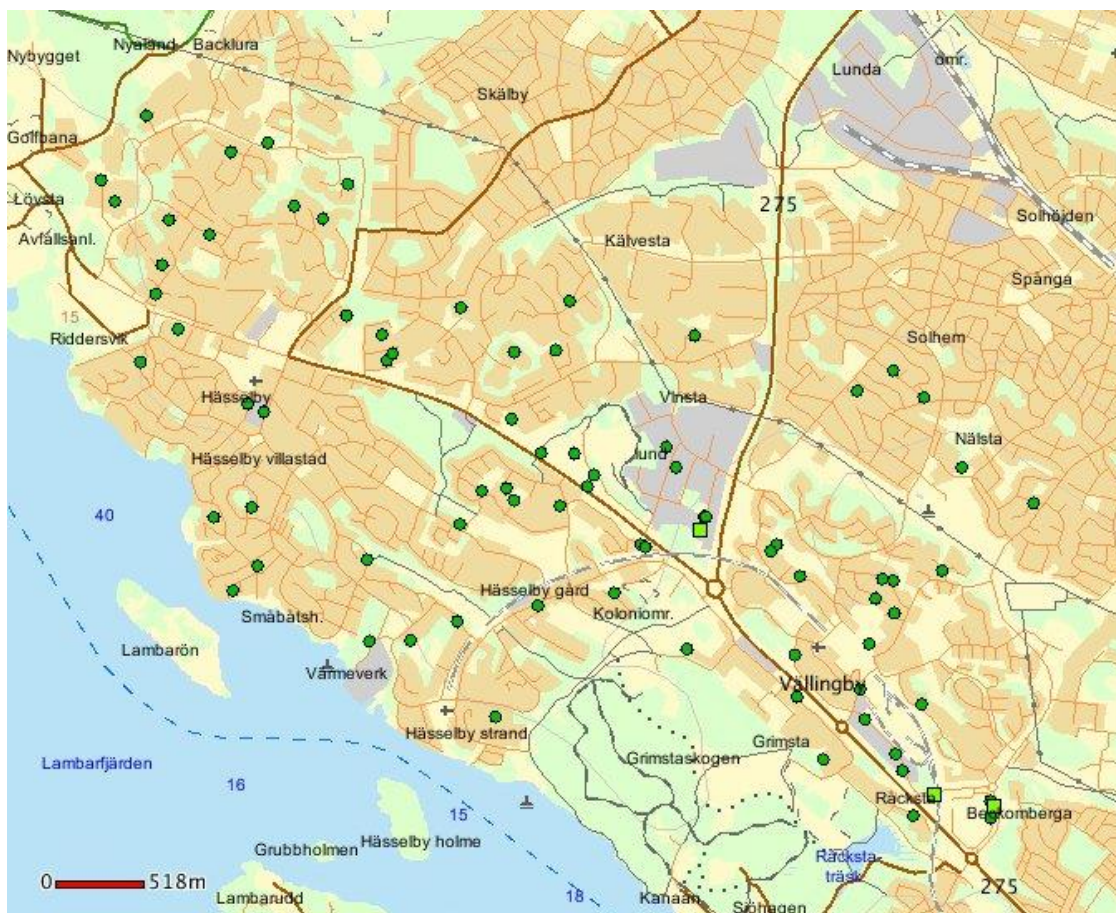 Nyaland Backlura
Nybygget
Lunda
omr.
Skälby
Golfbana
Lövsta
275
Solhöjden
Avfallsanl.
Kälvesta
Spånga
15
Riddersvik
Solhem
Hässelby
Vinsta
lund
Nälsta
Hässelby villastad
40
Hässelby gård
Småbåtsh.
Koloniomr.
Lambarön
Värmeverk
Vällingby
Hässelby strand
Grimsta
Grimstaskogen
Lambarfjärden
16
Råcksta
Beckomberga
15
Hässelby holme
Grubbholmen
Råcksta-
träsk
0 518m
275
Lambarudd
18
Kanaan
Sjöhagen